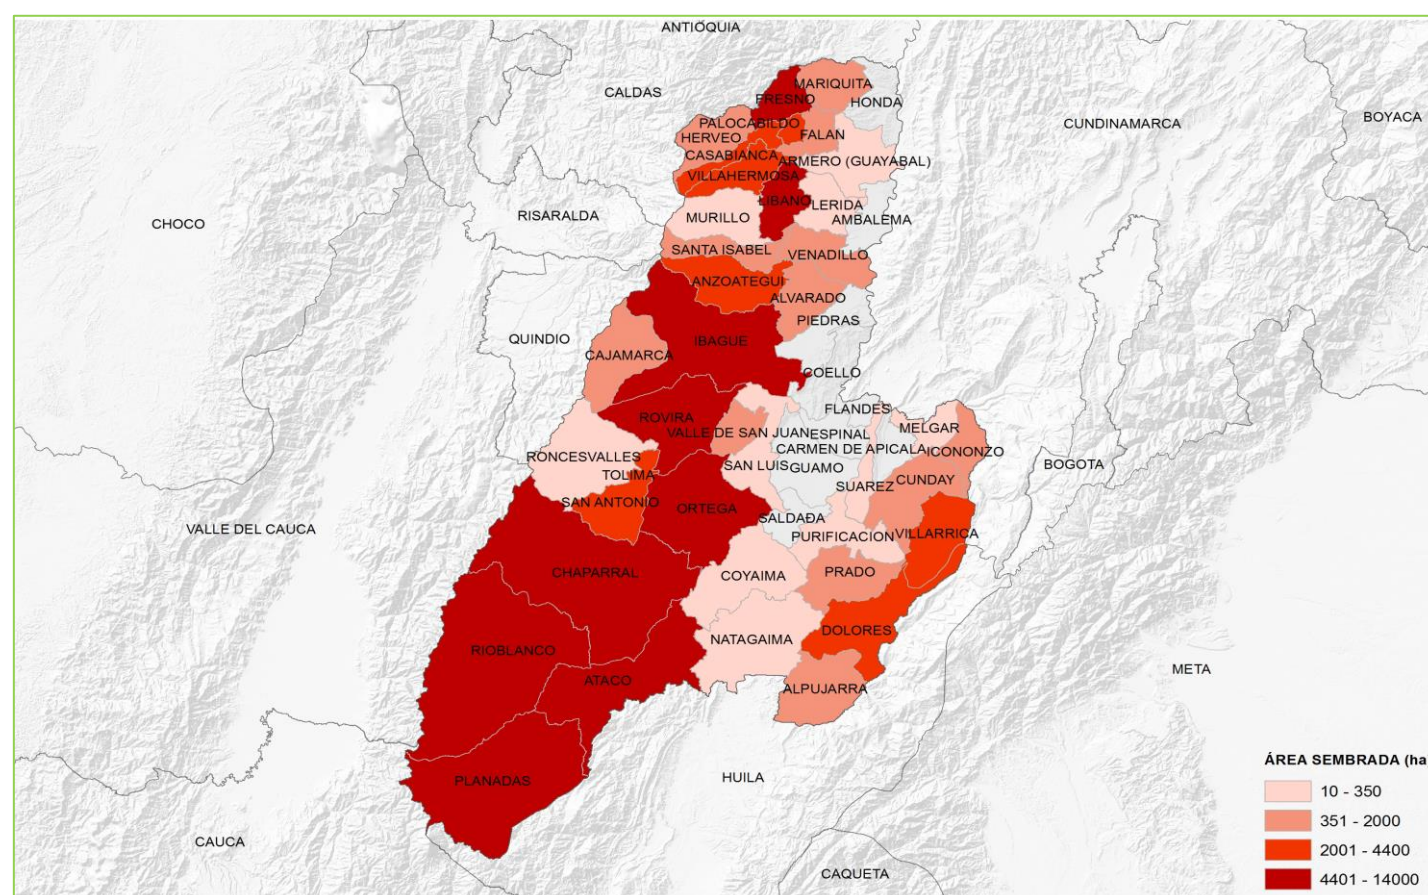 ANTIOQUIA
MARIQUITA
CALDAS
FRESNO
HONDA
BOYACA
PALOCABILDO
CUNDINAMARCA
HERVEO
FALAN
CASABIANCA
ARMERO (GUAYABAL)
VILLAHERMOSA
LIBANO
LERIDA
RISARALDA
MURILLO
AMBALEMA
CHOCO
SANTA ISABEL
VENADILLO
ANZOATEGUI
ALVARADO
PIEDRAS
QUINDIO
IBAGUE
CAJAMARCA
COELLO
FLANDES
ROVIRA
MELGAR
VALLE DE SAN JUAN
ESPINAL
CARMEN DE APICALA
ICONONZO
RONCESVALLES
SAN LUIS
GUAMO
BOGOTA
TOLIMA
CUNDAY
SUAREZ
SAN ANTONIO
ORTEGA
SALDAÐA
VALLE DEL CAUCA
PURIFICACION
VILLARRICA
CHAPARRAL
COYAIMA
PRADO
DOLORES
NATAGAIMA
RIOBLANCO
META
ATACO
ALPUJARRA
PLANADAS
HUILA
CAUCA
CAQUETA
ÁREA SEMBRADA (ha
10 - 350
351 - 2000
2001 - 4400
4401 - 14000